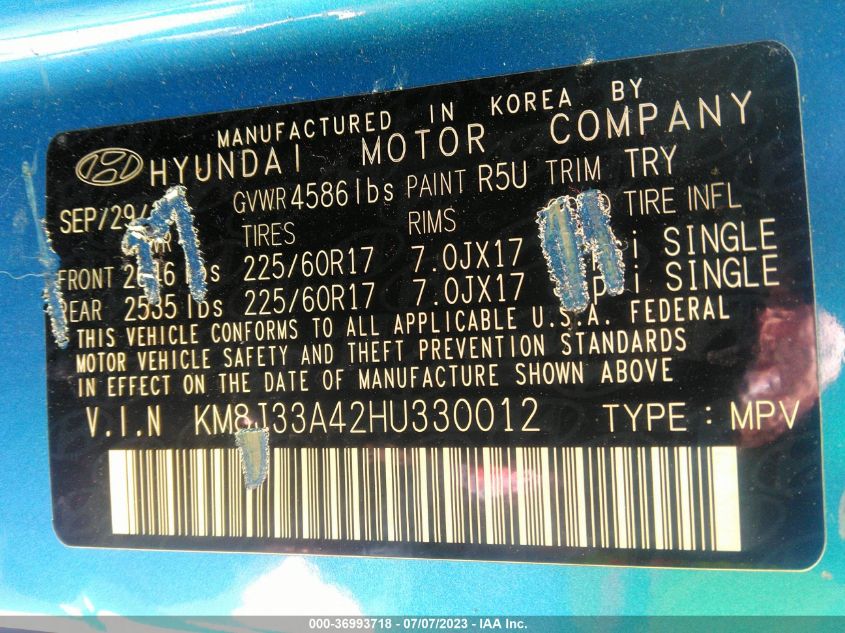 MANUFACTURED IN KOREA BY
HYUNDAI MOTOR COMPANY
SEP/29/ GVWR 4586 lbs PAINT R5U TRIM TRY
TIRES RIMS TIRE INFL
FRONT lbs 225/60R17 7.0JX17 SINGLE
REAR 2535 lbs 225/60R17 7.0JX17 psi SINGLE
THIS VEHICLE CONFORMS TO ALL APPLICABLE U.S.A. FEDERAL
MOTOR VEHICLE SAFETY AND THEFT PREVENTION STANDARDS
IN EFFECT ON THE DATE OF MANUFACTURE SHOWN ABOVE
V.I.N KM8J33A42HU330012 TYPE : MPV
000-36993718 - 07/07/2023 - IAA Inc.